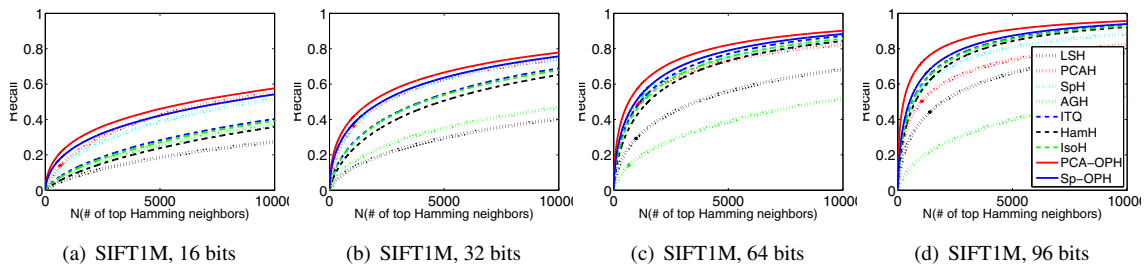 1
0.8
0.6
0.4
0.2
0
0 5000 10000
Recall
N(# of top Hamming neighbors)
(a) SIFT1M, 16 bits
1
0.8
0.6
0.4
0.2
0
0 5000 10000
Recall
N(# of top Hamming neighbors)
(b) SIFT1M, 32 bits
1
0.8
0.6
0.4
0.2
0
0 5000 10000
Recall
N(# of top Hamming neighbors)
(c) SIFT1M, 64 bits
1
0.8
0.6
0.4
0.2
0
0 5000 10000
Recall
N(# of top Hamming neighbors)
LSH
PCAH
SpH
AGH
ITQ
HamH
IsoH
PCA-OPH
Sp-OPH
(d) SIFT1M, 96 bits